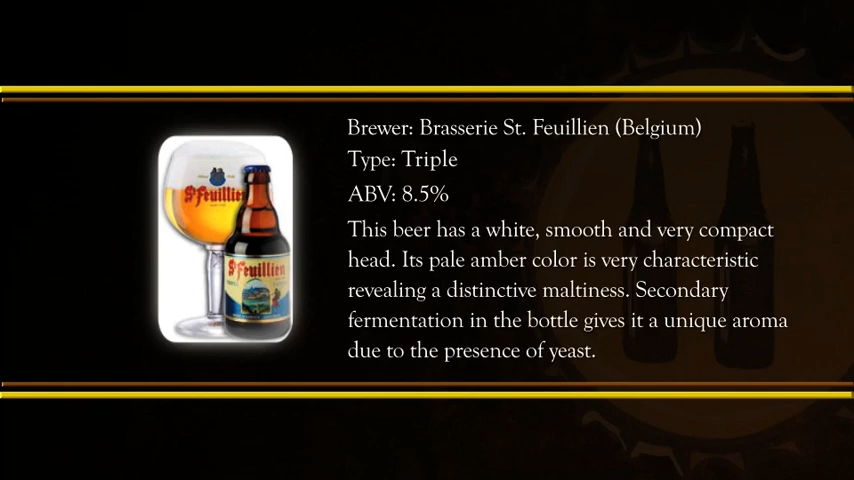 Brewer: Brasserie St. Feuillien (Belgium)
Type: Triple
ABV: 8.5%
This beer has a white, smooth and very compact
head. Its pale amber color is very characteristic
revealing a distinctive maltiness. Secondary
fermentation in the bottle gives it a unique aroma
due to the presence of yeast.
St Feuillien
St Feuillien